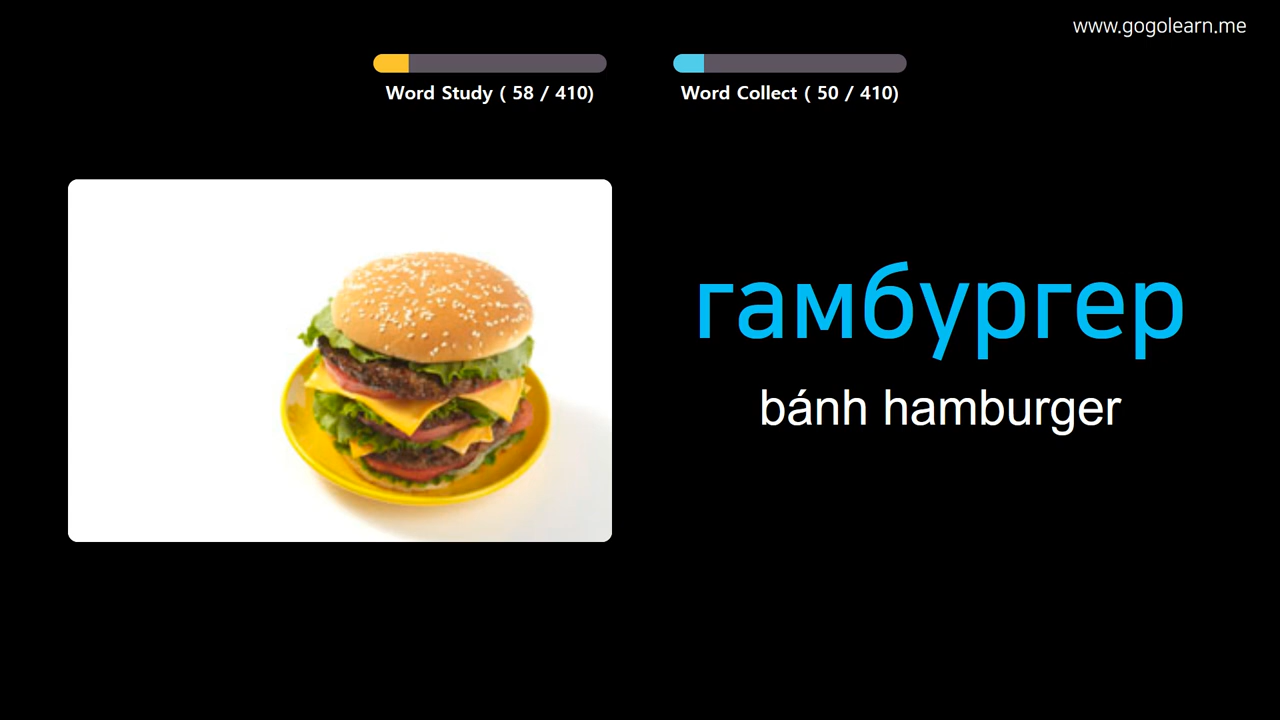 www.gogolearn.me
Word Study ( 58 / 410)
Word Collect ( 50 / 410)
гамбургер
bánh hamburger